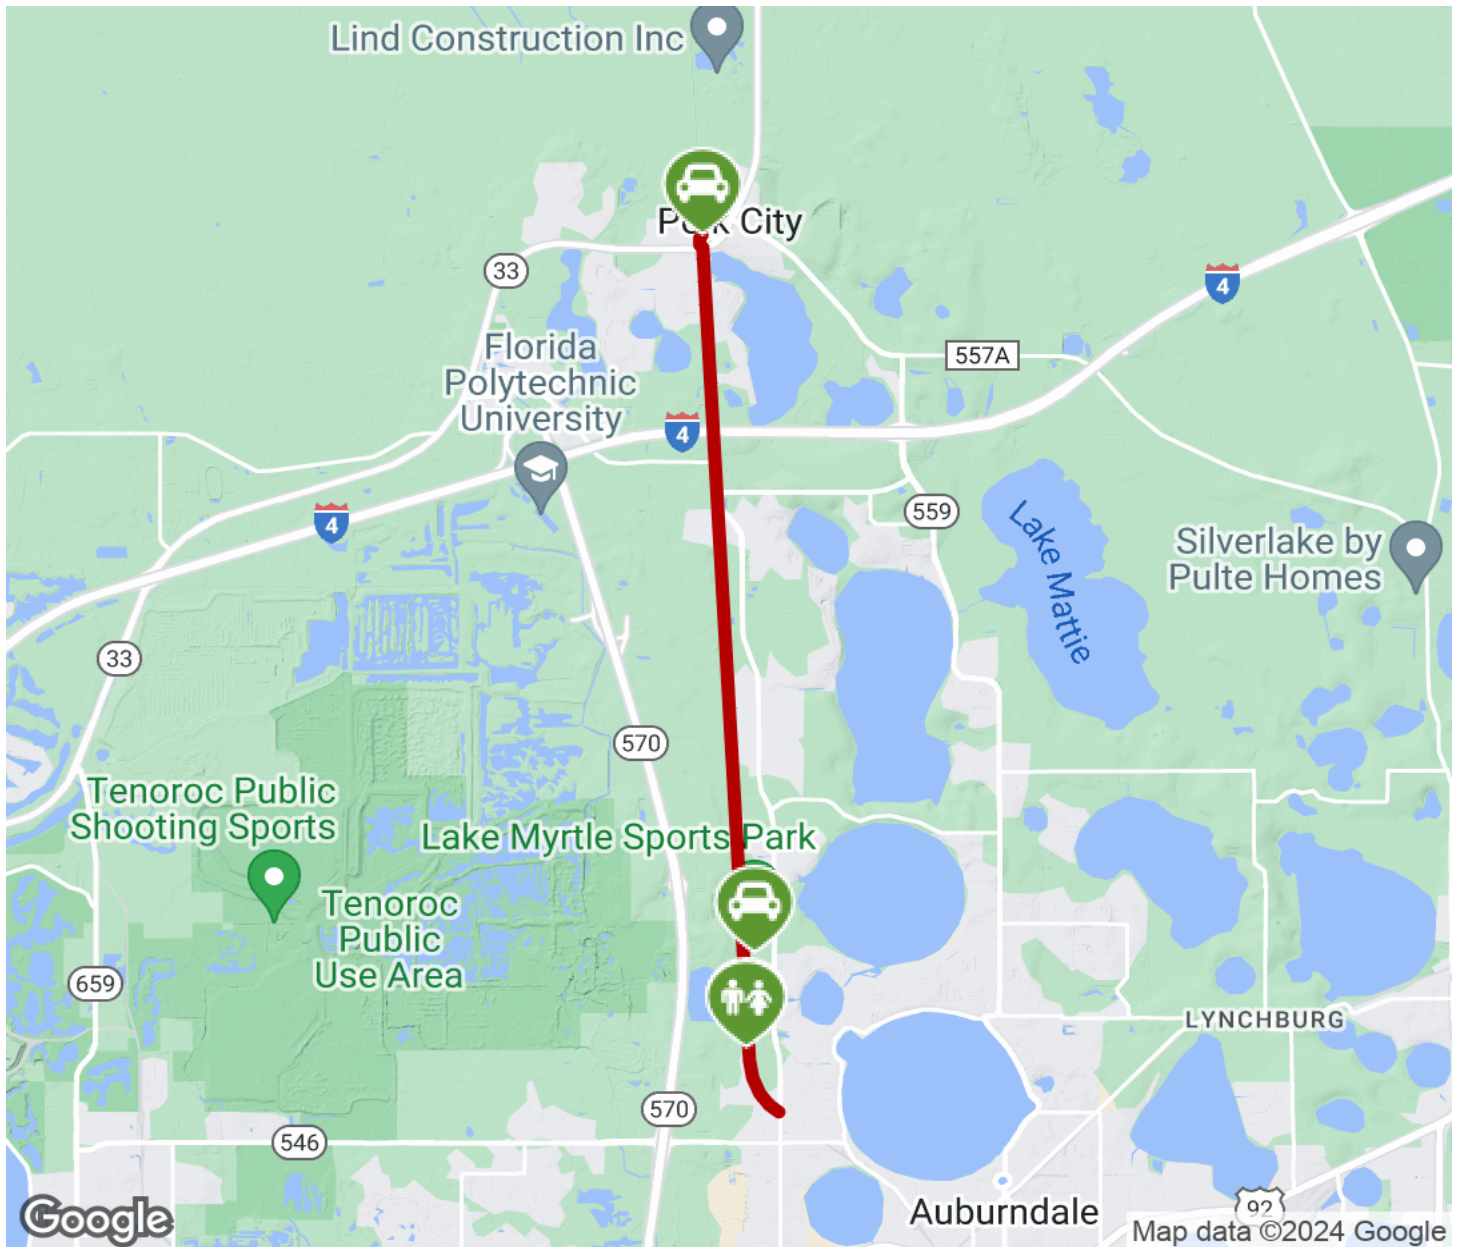 Lind Construction Inc
Polk City
33
4
Florida
Polytechnic
University
557A
4
4
559
Lake Mattie
Silverlake by
Pulte Homes
33
570
Tenoroc Public
Shooting Sports
Lake Myrtle Sports Park
Tenoroc
Public
Use Area
659
LYNCHBURG
570
546
Auburndale
92
Google
Map data ©2024 Google